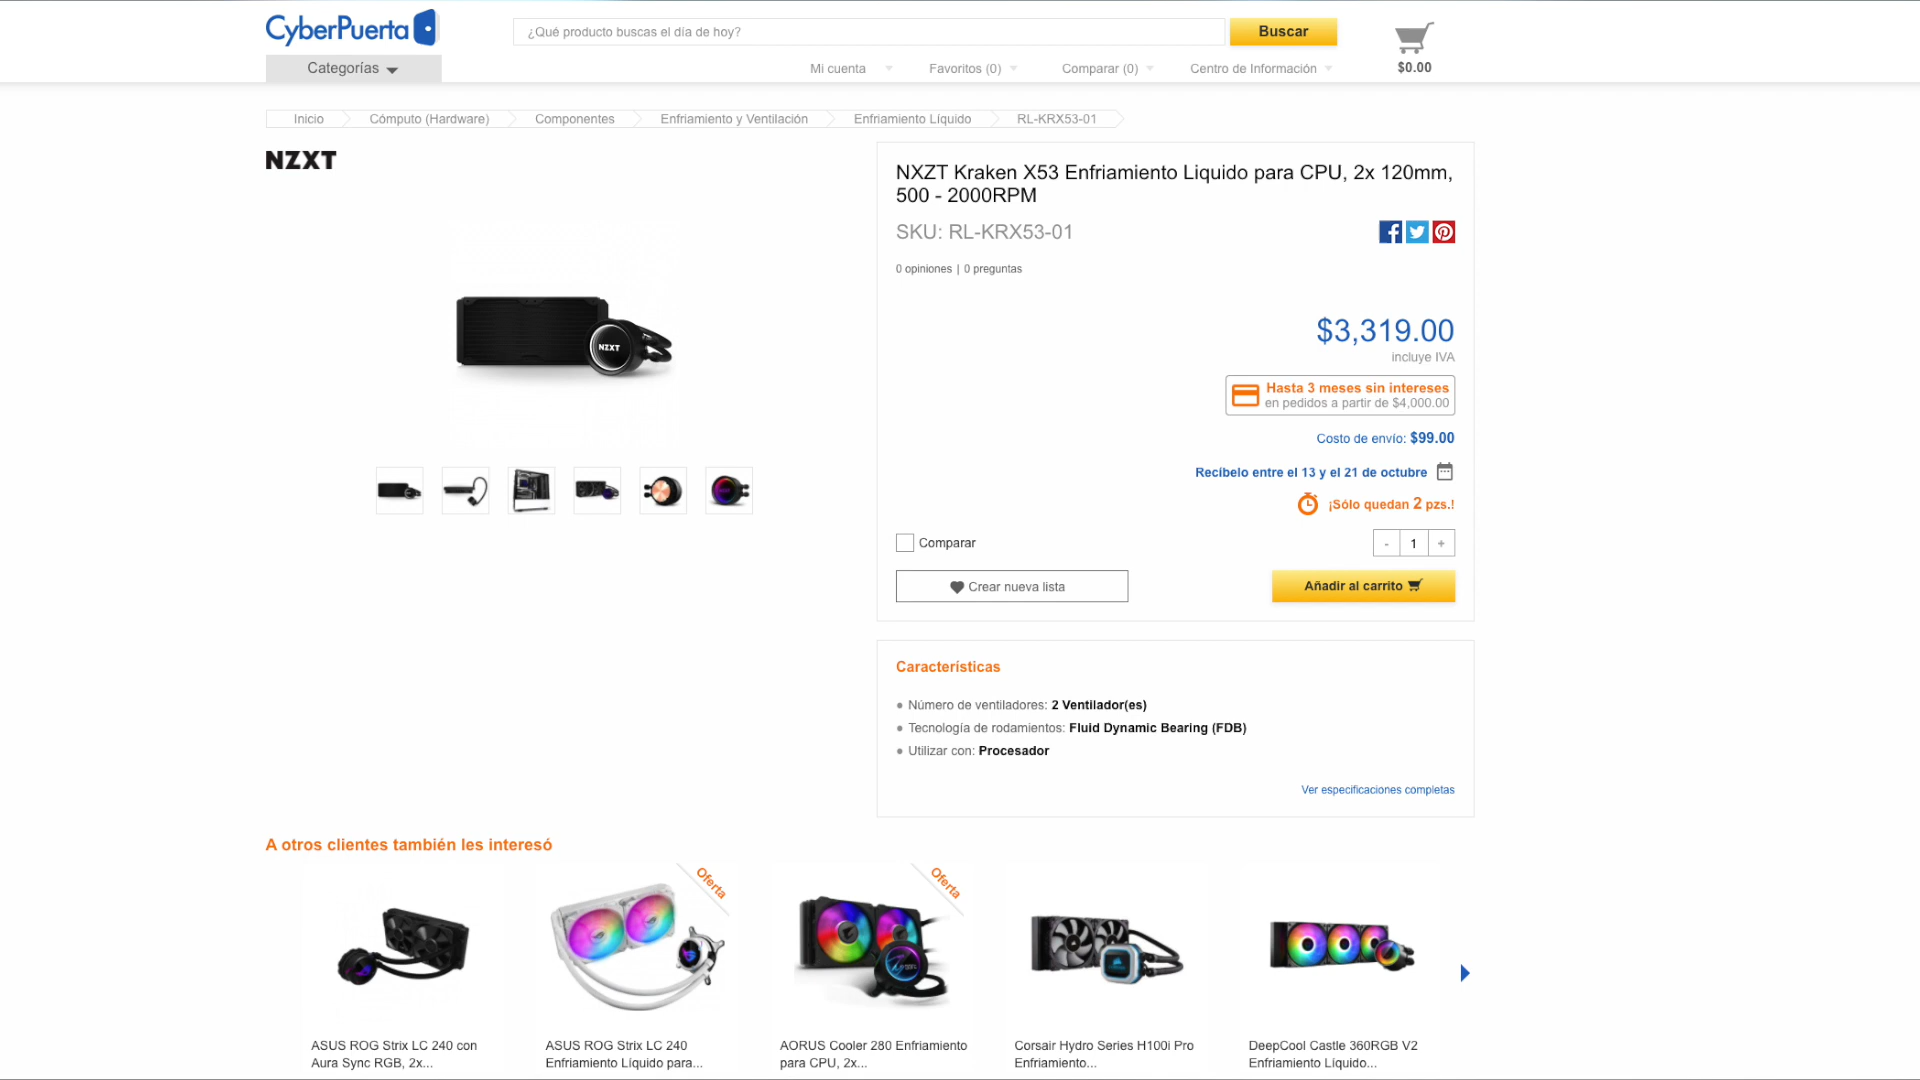 CyberPuerta
¿Qué producto buscas el día de hoy?
Buscar
$0.00
Categorías
Mi cuenta
Favoritos (0)
Comparar (0)
Centro de Información
Inicio
Cómputo (Hardware)
Componentes
Enfriamiento y Ventilación
Enfriamiento Líquido
RL-KRX53-01
NZXT
NXZT Kraken X53 Enfriamiento Liquido para CPU, 2x 120mm,
500 - 2000RPM
SKU: RL-KRX53-01
0 opiniones | 0 preguntas
NZXT
$3,319.00
incluye IVA
Hasta 3 meses sin intereses
en pedidos a partir de $4,000.00
Costo de envío: $99.00
Recíbelo entre el 13 y el 21 de octubre
¡Sólo quedan 2 pzs.!
Comparar
- 1 +
Crear nueva lista
Añadir al carrito
Características
Número de ventiladores: 2 Ventilador(es)
Tecnología de rodamientos: Fluid Dynamic Bearing (FDB)
Utilizar con: Procesador
Ver especificaciones completas
A otros clientes también les interesó
Oferta
Oferta
ASUS ROG Strix LC 240 con
Aura Sync RGB, 2x...
ASUS ROG Strix LC 240
Enfriamiento Líquido para...
AORUS Cooler 280 Enfriamiento
para CPU, 2x...
Corsair Hydro Series H100i Pro
Enfriamiento...
DeepCool Castle 360RGB V2
Enfriamiento Líquido...